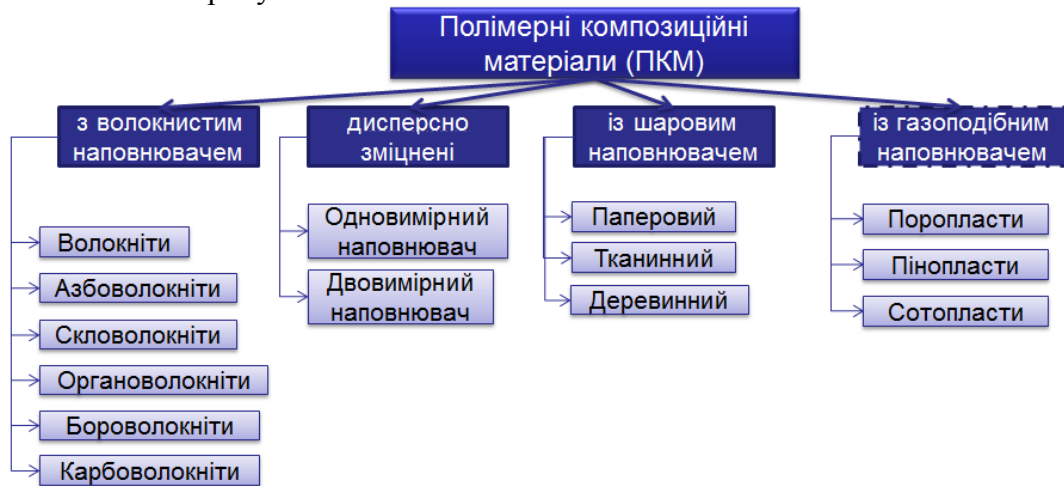 Полімерні композиційні
матеріали (ПКМ)
з волокнистим
наповнювачем
Волокніти
Азбоволокніти
Скловолокніти
Органоволокніти
Бороволокніти
Карбоволокніти
дисперсно
зміцнені
Одновимірний
наповнювач
Двовимірний
наповнювач
із шаровим
наповнювачем
Паперовий
Тканинний
Деревинний
із газоподібним
наповнювачем
Поропласти
Пінопласти
Сотопласти